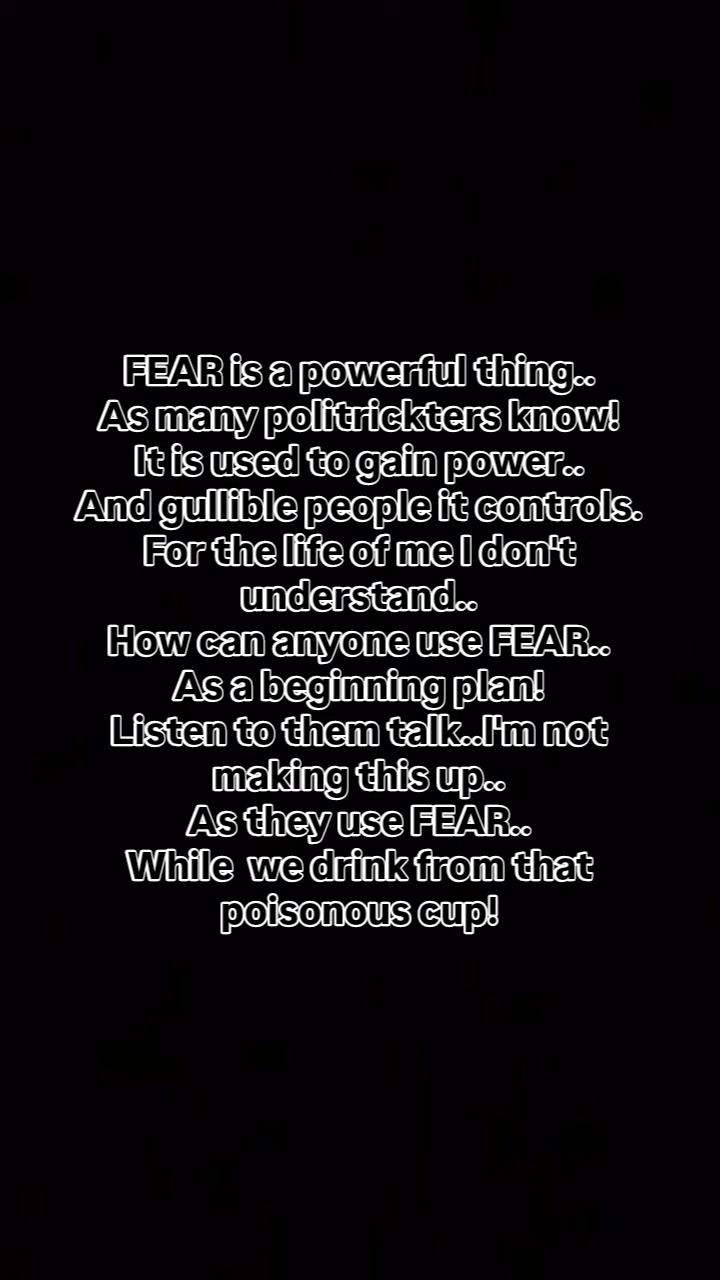 FEAR is a powerful thing..
As many politrickters know!
It is used to gain power..
And gullible people it controls.
For the life of me I don't
understand..
How can anyone use FEAR..
As a beginning plan!
Listen to them talk..I'm not
making this up..
As they use FEAR..
While  we drink from that
poisonous cup!